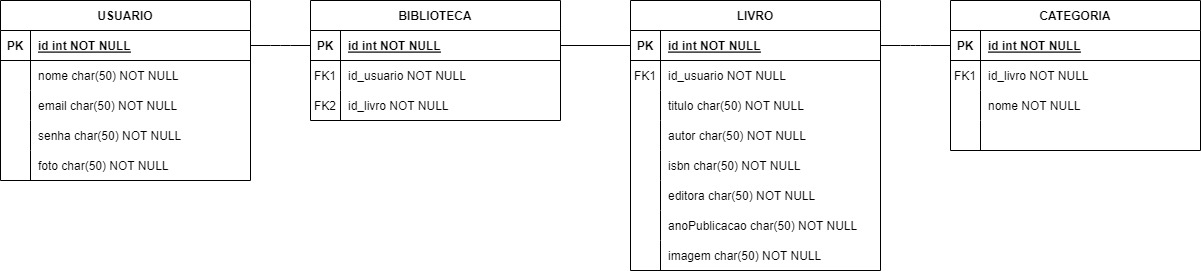 USUARIO
PK id int NOT NULL
nome char(50) NOT NULL
email char(50) NOT NULL
senha char(50) NOT NULL
foto char(50) NOT NULL
BIBLIOTECA
PK id int NOT NULL
FK1 id_usuario NOT NULL
FK2 id_livro NOT NULL
LIVRO
PK id int NOT NULL
FK1 id_usuario NOT NULL
titulo char(50) NOT NULL
autor char(50) NOT NULL
isbn char(50) NOT NULL
editora char(50) NOT NULL
anoPublicacao char(50) NOT NULL
imagem char(50) NOT NULL
CATEGORIA
PK id int NOT NULL
FK1 id_livro NOT NULL
nome NOT NULL